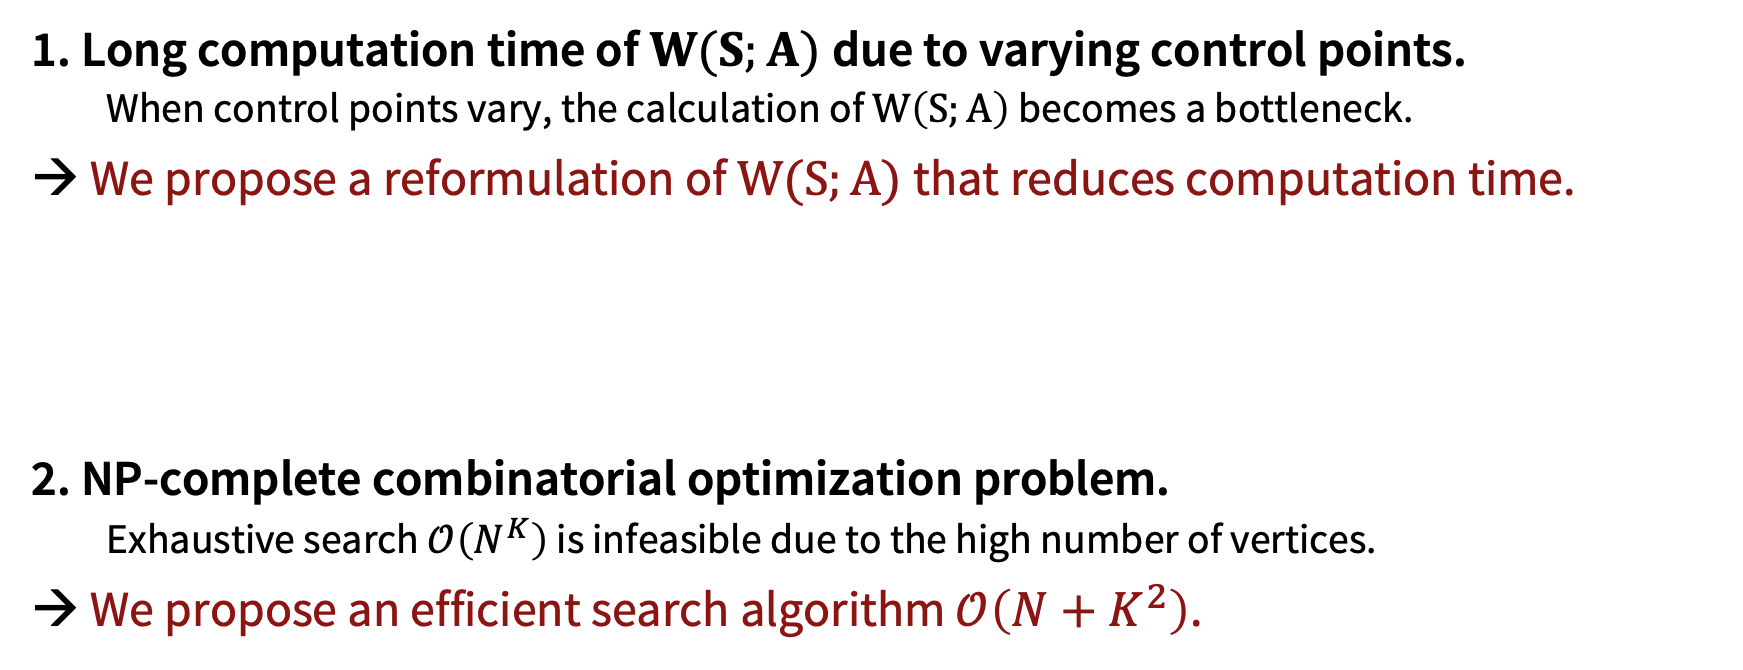 1. Long computation time of W(S; A) due to varying control points.
When control points vary, the calculation of W(S; A) becomes a bottleneck.
→ We propose a reformulation of W(S; A) that reduces computation time.
2. NP-complete combinatorial optimization problem.
Exhaustive search 𝒪(N^K) is infeasible due to the high number of vertices.
→ We propose an efficient search algorithm 𝒪(N + K²).